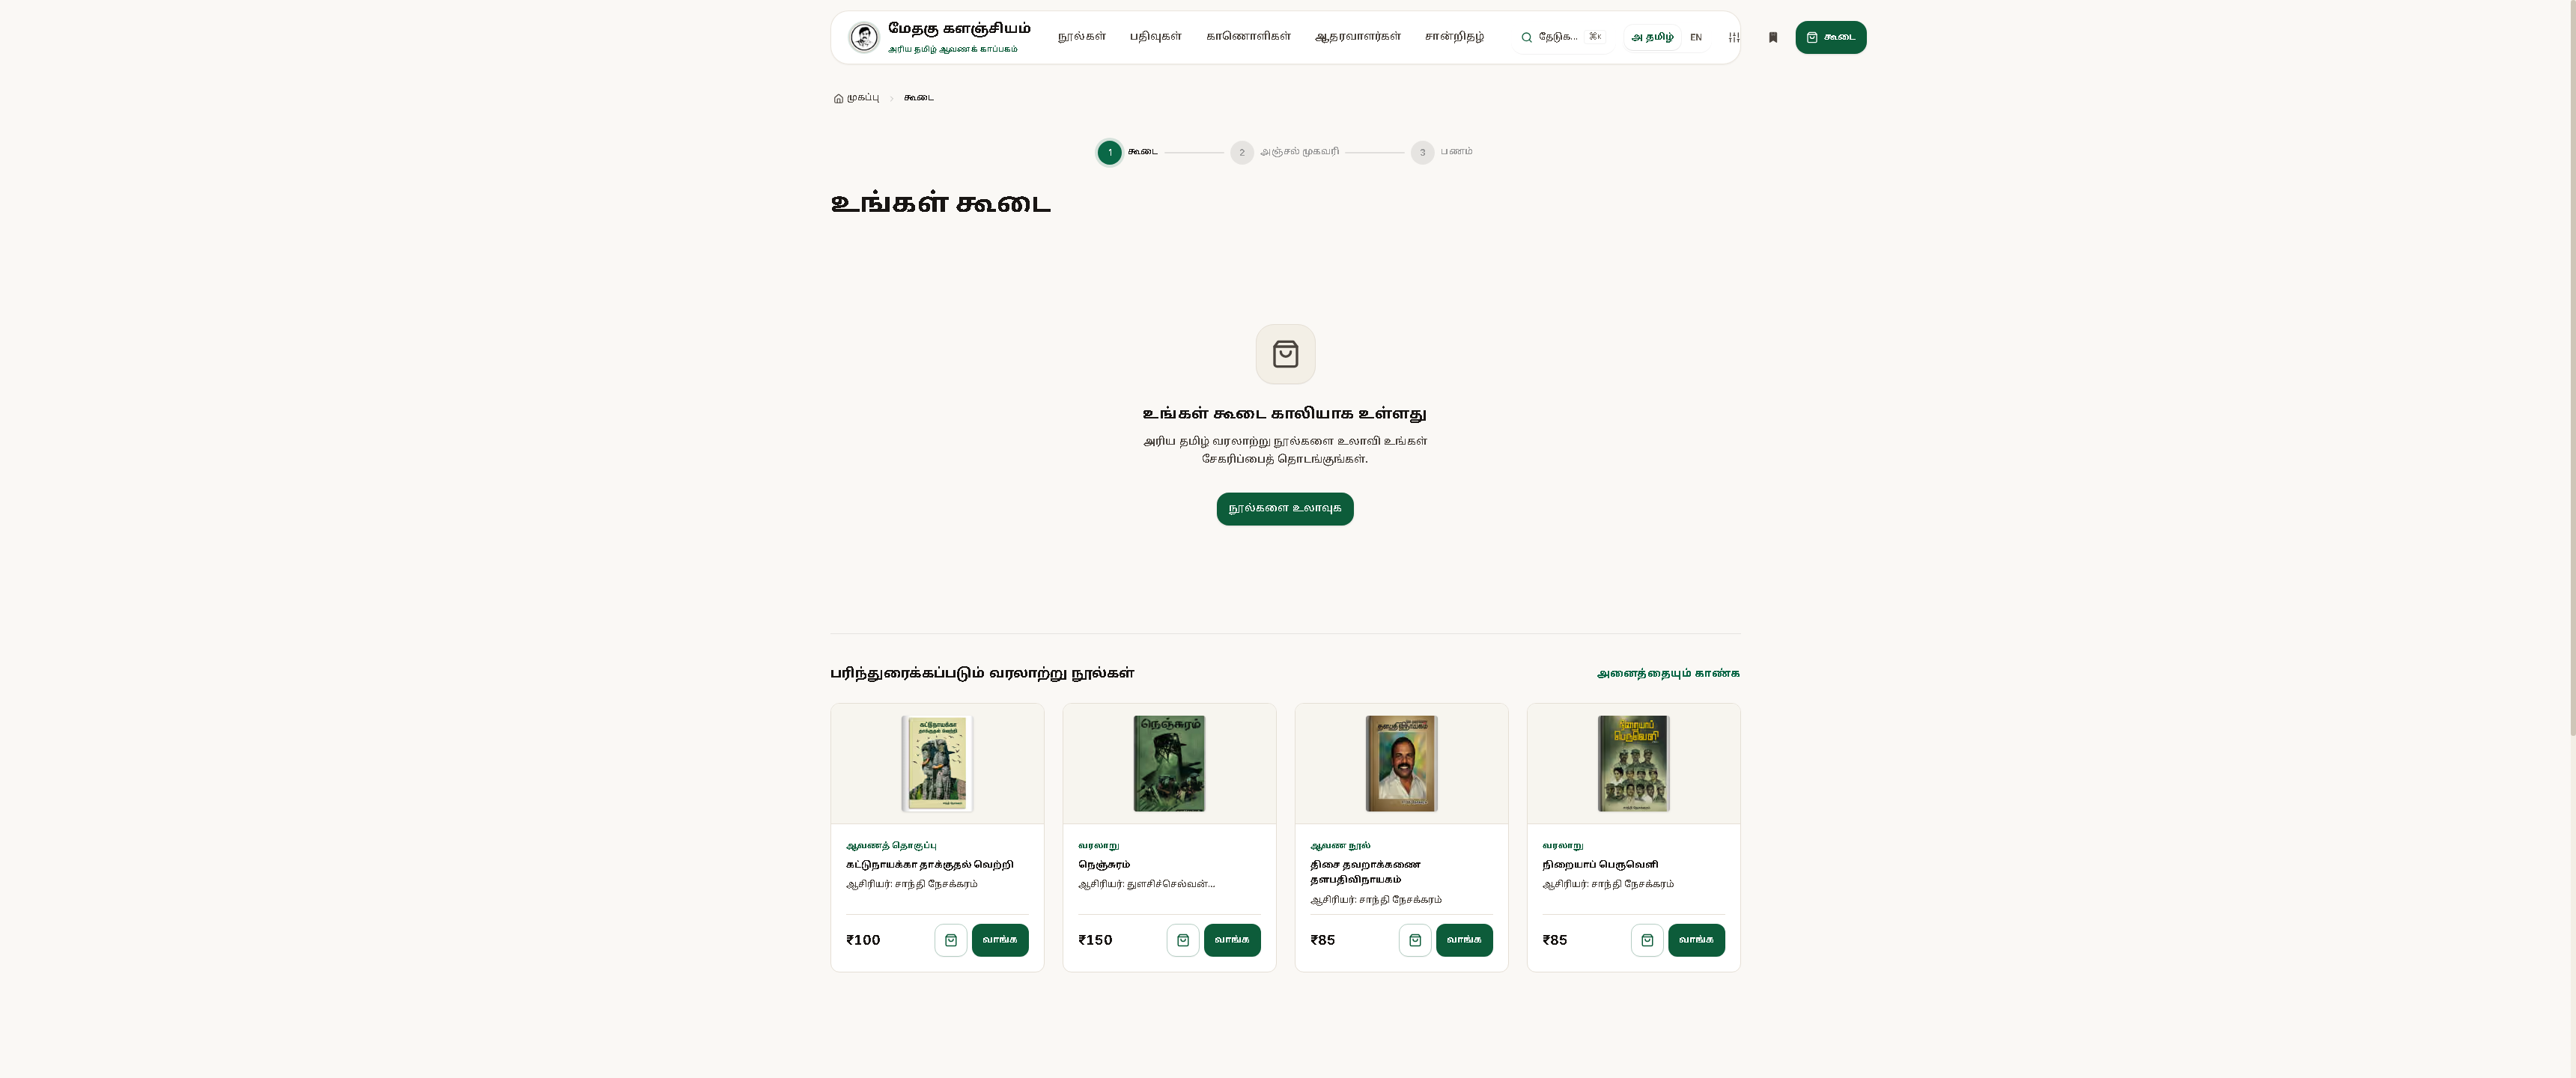 மேதகு களஞ்சியம்
அரிய தமிழ் ஆவணக் காப்பகம்
நூல்கள் பதிவுகள் காணொளிகள் ஆதரவாளர்கள் சான்றிதழ்
தேடுக... ⌘K
அ தமிழ் EN
கூடை
முகப்பு › கூடை
1 கூடை 2 அஞ்சல் முகவரி 3 பணம்
உங்கள் கூடை
உங்கள் கூடை காலியாக உள்ளது
அரிய தமிழ் வரலாற்று நூல்களை உலாவி உங்கள்
சேகரிப்பைத் தொடங்குங்கள்.
நூல்களை உலாவுக
பரிந்துரைக்கப்படும் வரலாற்று நூல்கள்
அனைத்தையும் காண்க
கட்டுநாயக்கா
தாக்குதல் வெற்றி
ஆவணத் தொகுப்பு
கட்டுநாயக்கா தாக்குதல் வெற்றி
ஆசிரியர்: சாந்தி நேசக்கரம்
₹100 வாங்க
நெஞ்சுரம்
வரலாறு
நெஞ்சுரம்
ஆசிரியர்: துளசிச்செல்வன்...
₹150 வாங்க
ஆவண நூல்
திசை தவறாக்கணை
தளபதிவிநாயகம்
ஆசிரியர்: சாந்தி நேசக்கரம்
₹85 வாங்க
நிறையாப்
பெருவெளி
வரலாறு
நிறையாப் பெருவெளி
ஆசிரியர்: சாந்தி நேசக்கரம்
₹85 வாங்க